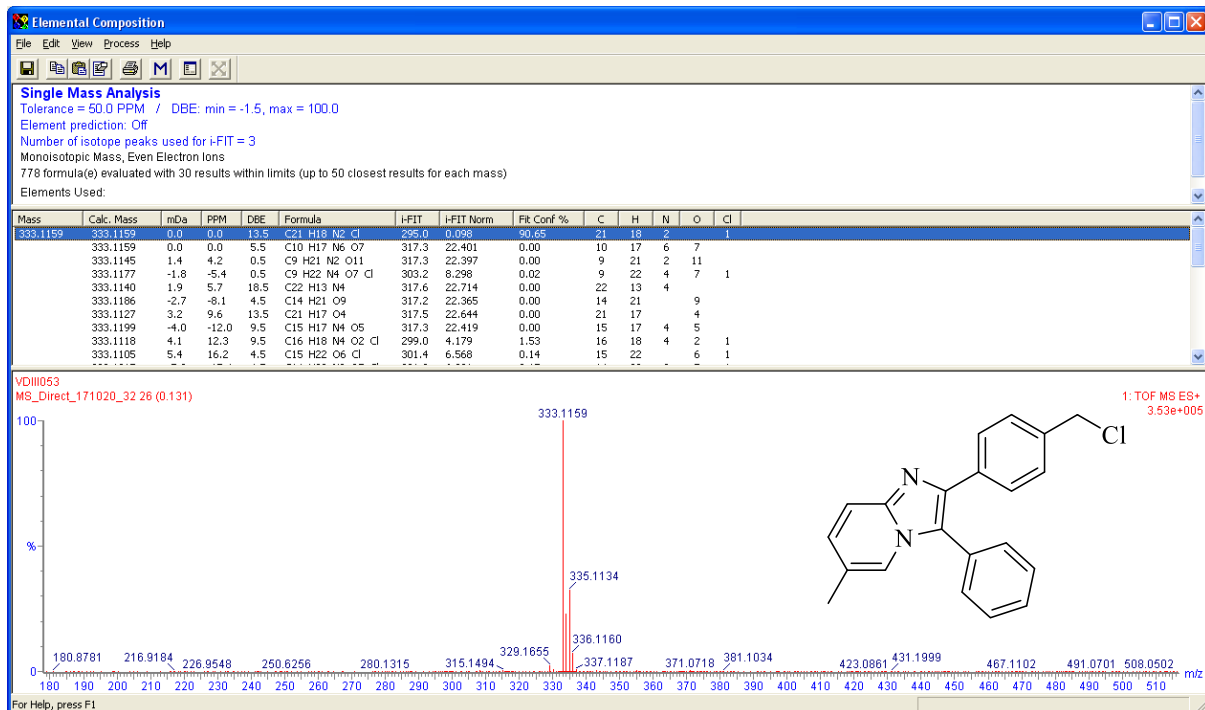 Elemental Composition
File Edit View Process Help
Single Mass Analysis
Tolerance = 50.0 PPM / DBE: min = -1.5, max = 100.0
Element prediction: Off
Number of isotope peaks used for i-FIT = 3
Monoisotopic Mass, Even Electron Ions
778 formula(e) evaluated with 30 results within limits (up to 50 closest results for each mass)
Elements Used:
Mass Calc. Mass mDa PPM DBE Formula i-FIT i-FIT Norm Fit Conf % C H N O Cl
333.1159 333.1159 0.0 0.0 13.5 C21 H18 N2 Cl 295.0 0.098 90.65 21 18 2 1
333.1159 0.0 0.0 5.5 C10 H17 N6 O7 317.3 22.401 0.00 10 17 6 7
333.1145 1.4 4.2 0.5 C9 H21 N2 O11 317.3 22.397 0.00 9 21 2 11
333.1177 -1.8 -5.4 0.5 C9 H22 N4 O7 Cl 303.2 8.298 0.02 9 22 4 7 1
333.1140 1.9 5.7 18.5 C22 H13 N4 317.6 22.714 0.00 22 13 4
333.1186 -2.7 -8.1 4.5 C14 H21 O9 317.2 22.365 0.00 14 21 9
333.1127 3.2 9.6 13.5 C21 H17 O4 317.5 22.644 0.00 21 17 4
333.1199 -4.0 -12.0 9.5 C15 H17 N4 O5 317.3 22.419 0.00 15 17 4 5
333.1118 4.1 12.3 9.5 C16 H18 N4 O2 Cl 299.0 4.179 1.53 16 18 4 2 1
333.1105 5.4 16.2 4.5 C15 H22 O6 Cl 301.4 6.568 0.14 15 22 6 1
VDIII053
MS_Direct_171020_32 26 (0.131)
1: TOF MS ES+
3.53e+005
100
%
0
333.1159
335.1134
336.1160
329.1655
337.1187
180.8781 216.9184 226.9548 250.6256 280.1315 315.1494 371.0718 381.1034 423.0861 431.1999 467.1102 491.0701 508.0502
m/z
180 190 200 210 220 230 240 250 260 270 280 290 300 310 320 330 340 350 360 370 380 390 400 410 420 430 440 450 460 470 480 490 500 510
Cl
N
N
For Help, press F1